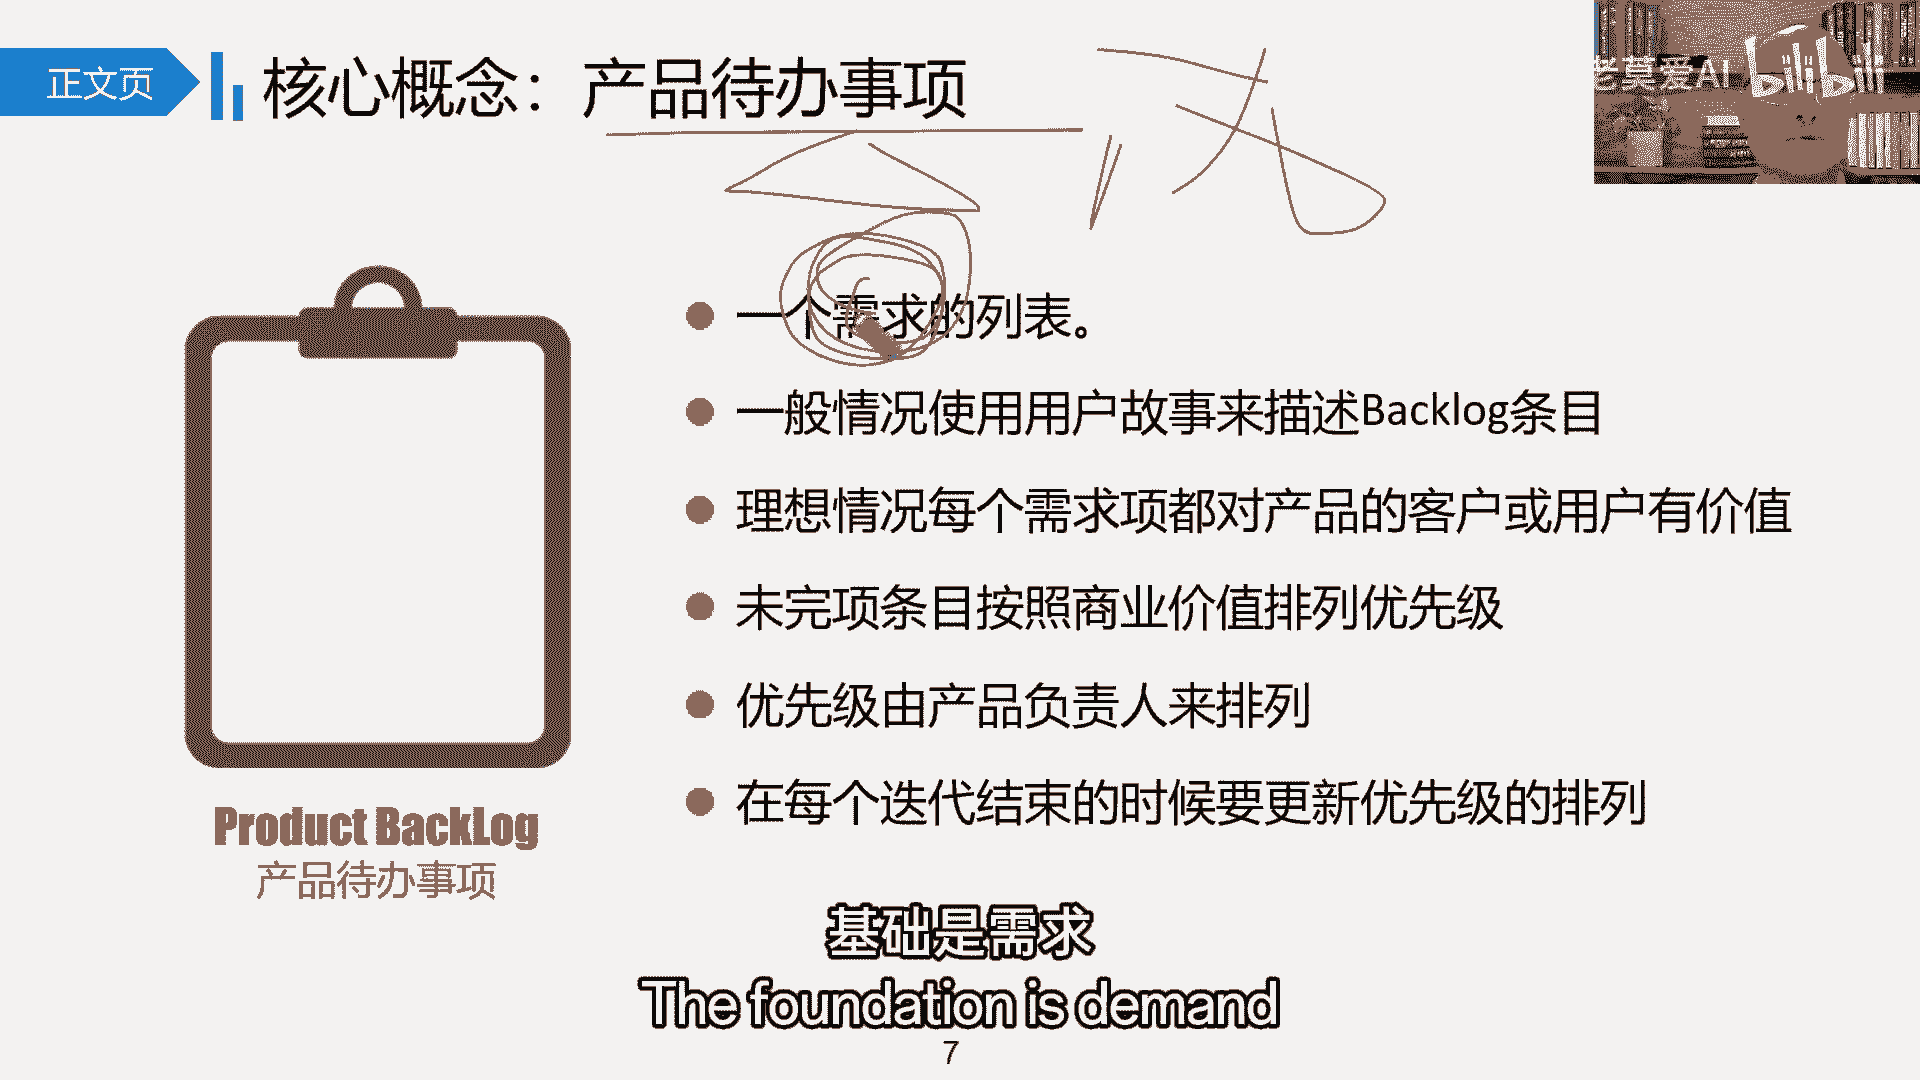 正文页
核心概念：产品待办事项
老莫爱AI
bilibili
一个需求的列表。
一般情况使用用户故事来描述Backlog条目
理想情况每个需求项都对产品的客户或用户有价值
未完项条目按照商业价值排列优先级
优先级由产品负责人来排列
在每个迭代结束的时候要更新优先级的排列
Product BackLog
产品待办事项
基础是需求
The foundation is demand
7